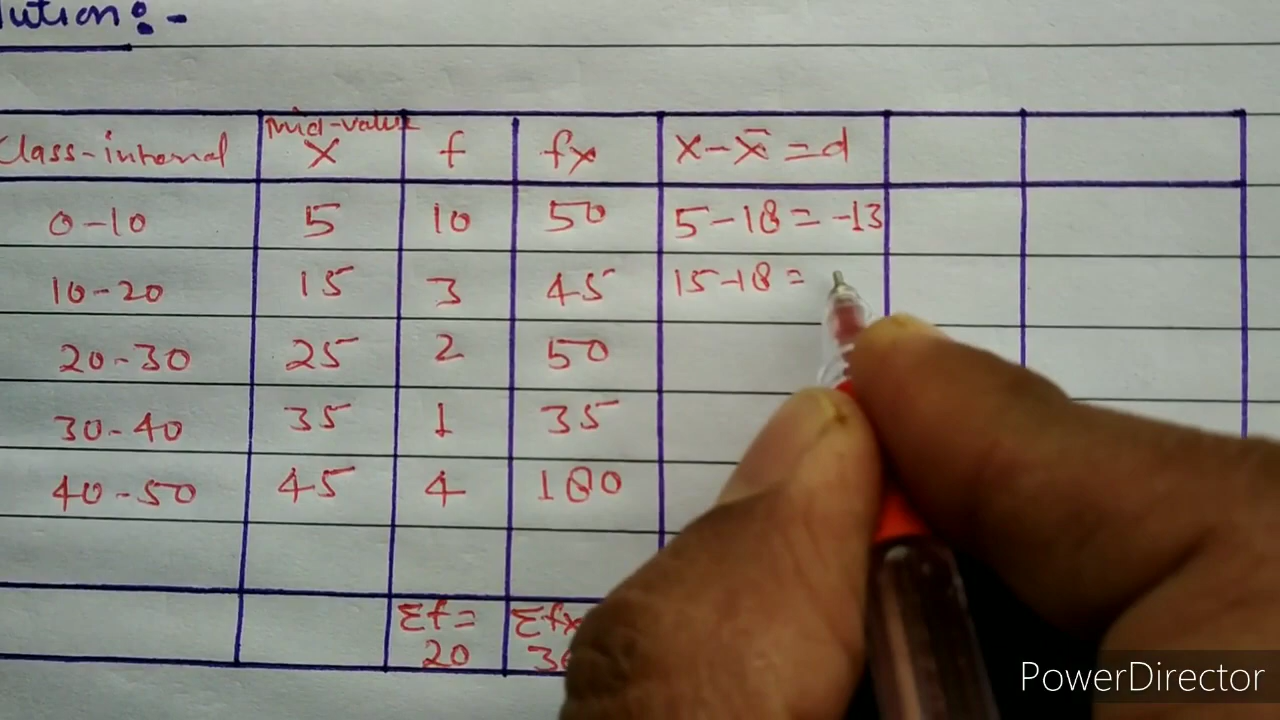 lution:-
Mid-value
Class-interval X f fx x-x̄=d
0-10 5 10 50 5-18=-13
10-20 15 3 45 15-18=
20-30 25 2 50
30-40 35 1 35
40-50 45 4 180
Σf= Σfx
20 36
PowerDirector